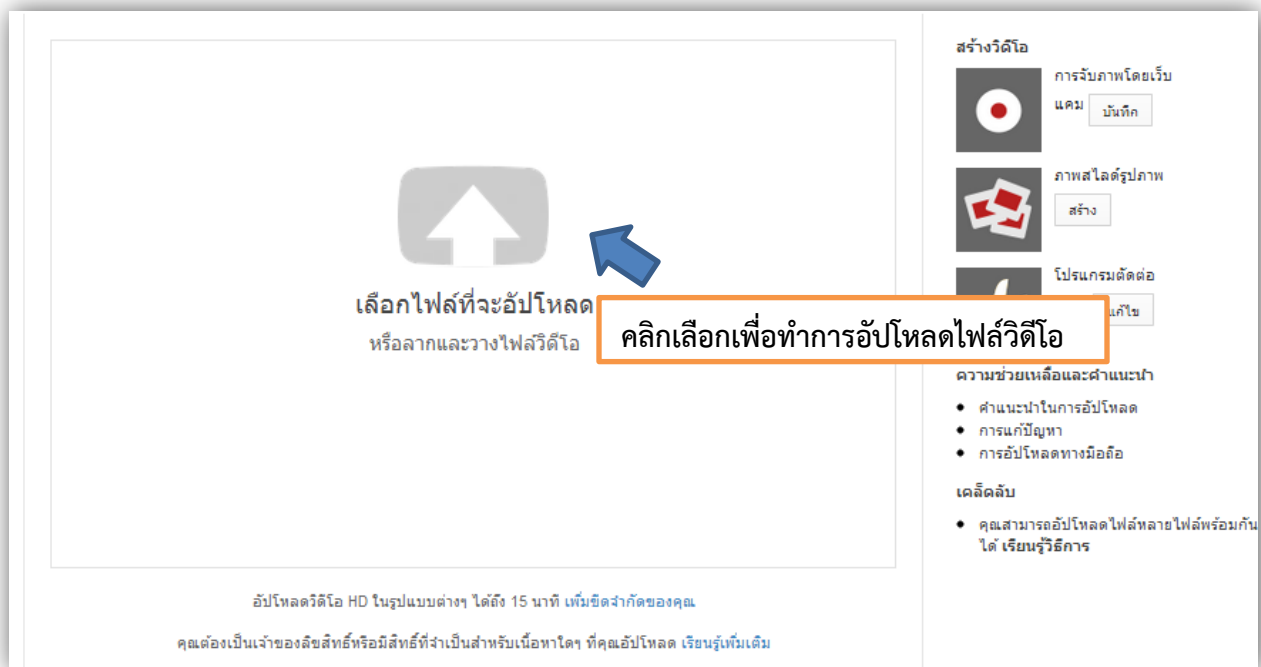 เลือกไฟล์ที่จะอัปโหลด
หรือลากและวางไฟล์วิดีโอ
คลิกเลือกเพื่อทำการอัปโหลดไฟล์วิดีโอ
อัปโหลดวิดีโอ HD ในรูปแบบต่างๆ ได้ถึง 15 นาที เพิ่มขีดจำกัดของคุณ
คุณต้องเป็นเจ้าของลิขสิทธิ์หรือมีสิทธิ์ที่จำเป็นสำหรับเนื้อหาใดๆ ที่คุณอัปโหลด เรียนรู้เพิ่มเติม
สร้างวิดีโอ
การจับภาพโดยเว็บ
แคม บันทึก
ภาพสไลด์รูปภาพ
สร้าง
โปรแกรมตัดต่อ
แก้ไข
ความช่วยเหลือและคำแนะนำ
คำแนะนำในการอัปโหลด
การแก้ปัญหา
การอัปโหลดทางมือถือ
เคล็ดลับ
คุณสามารถอัปโหลดไฟล์หลายไฟล์พร้อมกัน
ได้ เรียนรู้วิธีการ